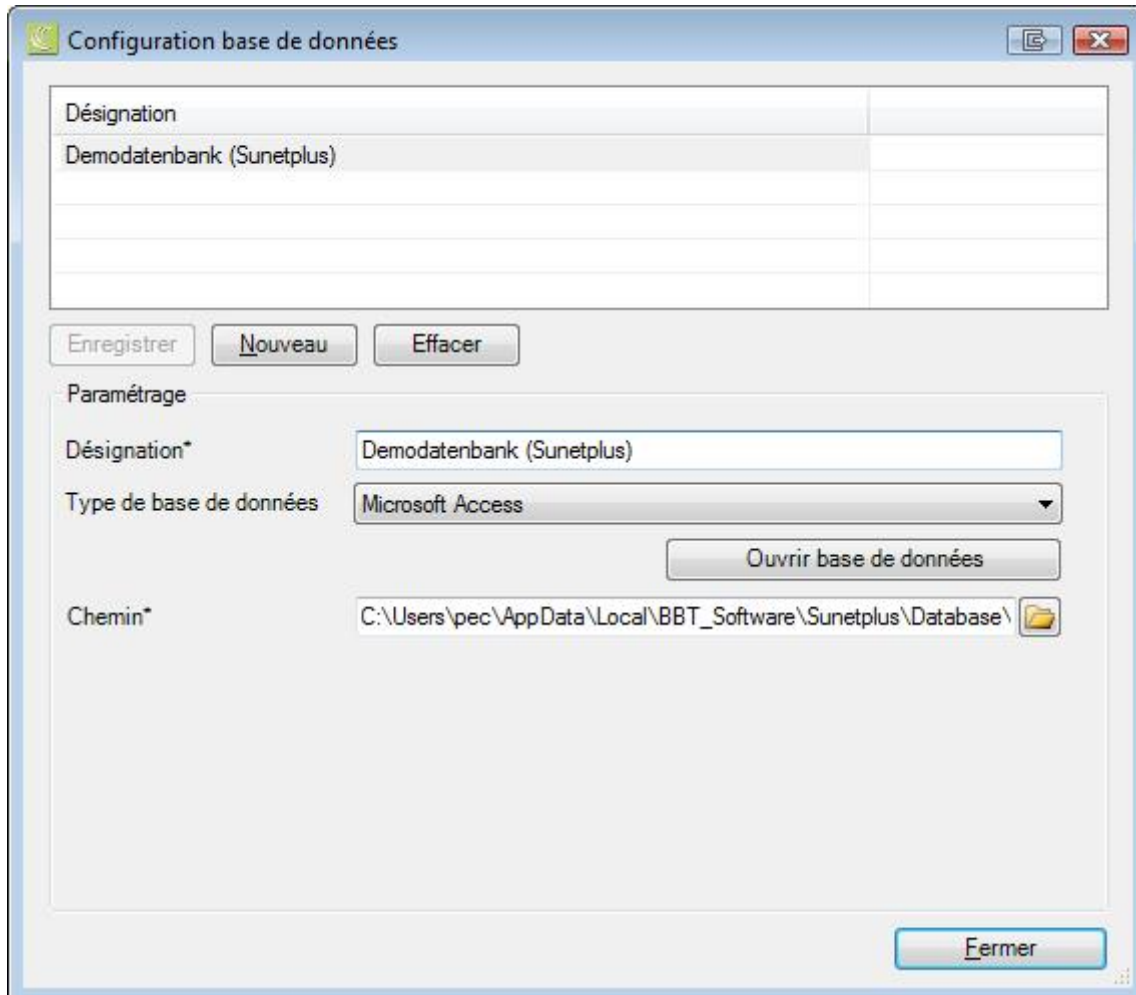 Configuration base de données
Désignation
Demodatenbank (Sunetplus)
Enregistrer Nouveau Effacer
Paramétrage
Désignation* Demodatenbank (Sunetplus)
Type de base de données Microsoft Access
Ouvrir base de données
Chemin* C:\Users\pec\AppData\Local\BBT_Software\Sunetplus\Database\
Fermer